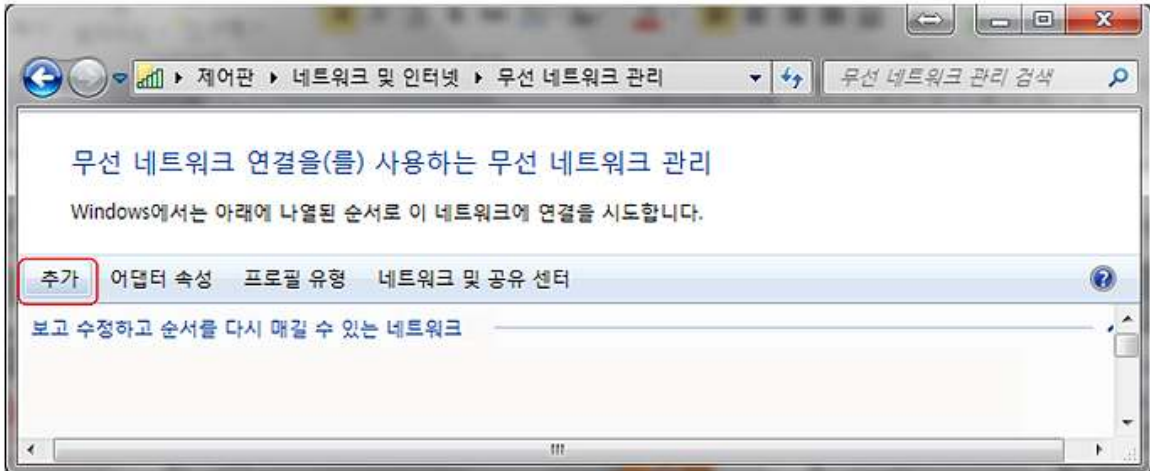 제어판 ▸ 네트워크 및 인터넷 ▸ 무선 네트워크 관리
무선 네트워크 관리 검색
무선 네트워크 연결을(를) 사용하는 무선 네트워크 관리
Windows에서는 아래에 나열된 순서로 이 네트워크에 연결을 시도합니다.
추가 어댑터 속성 프로필 유형 네트워크 및 공유 센터
보고 수정하고 순서를 다시 매길 수 있는 네트워크